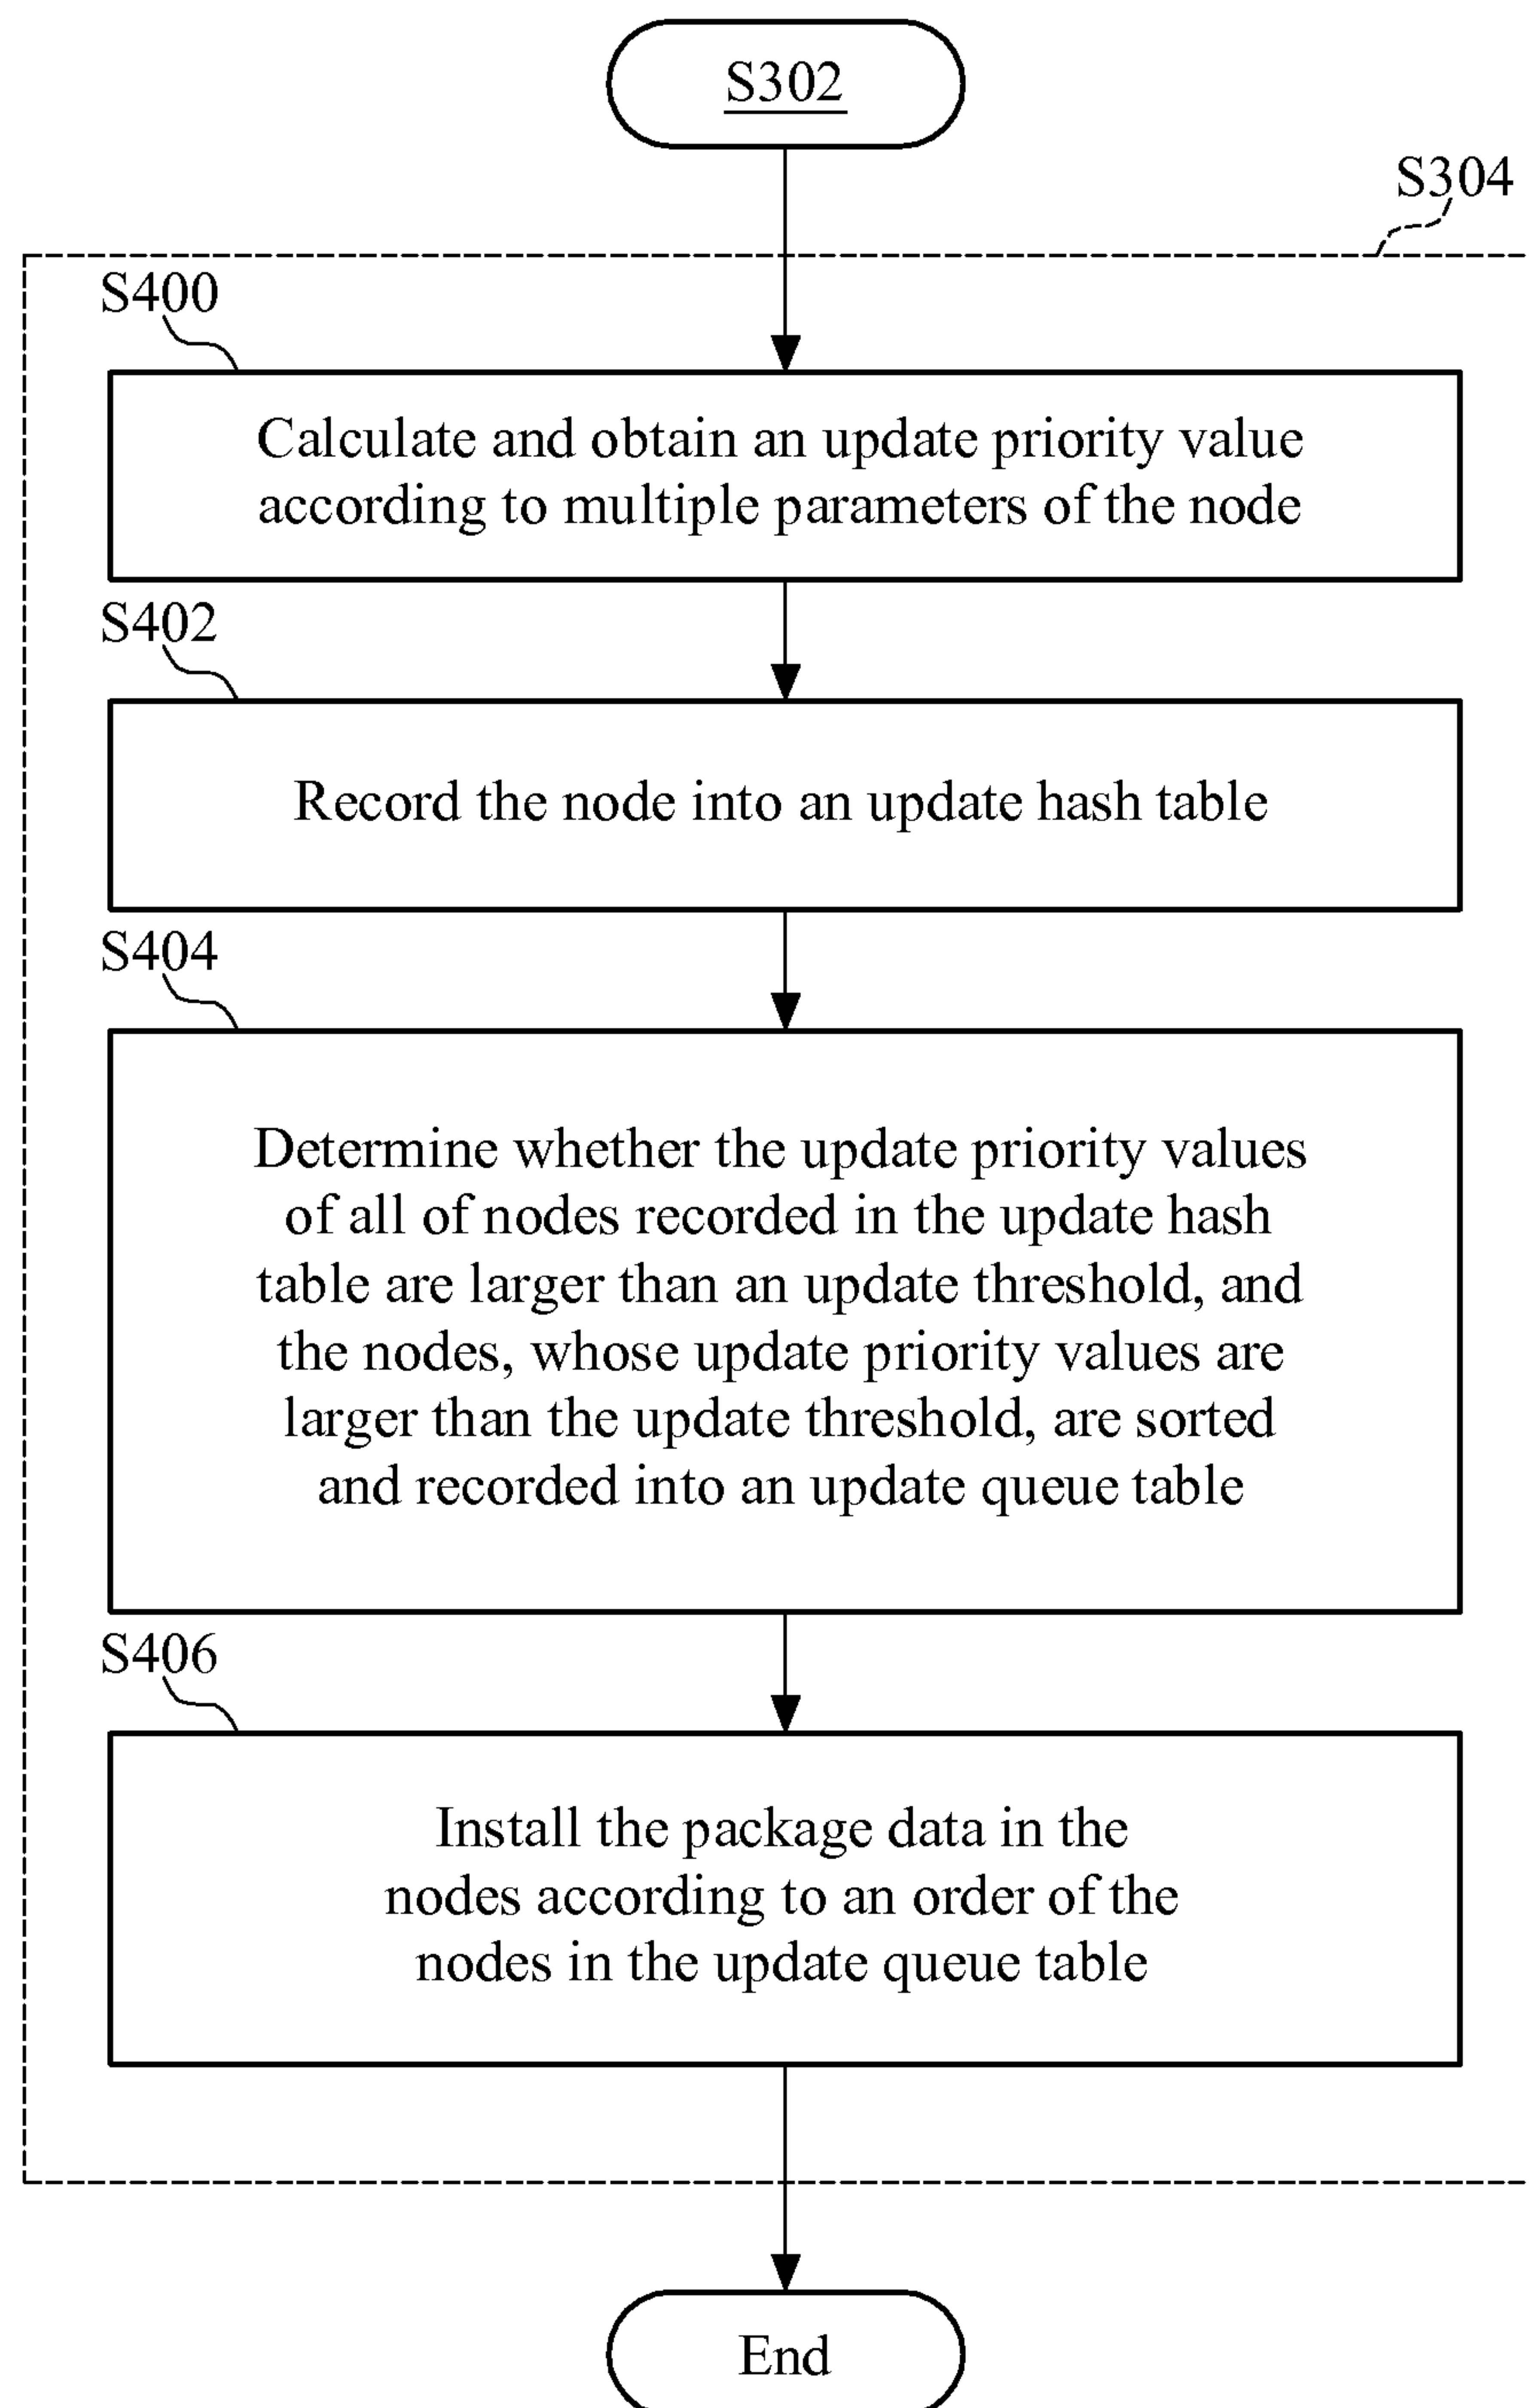 S302
S304
S400
Calculate and obtain an update priority value
according to multiple parameters of the node
S402
Record the node into an update hash table
S404
Determine whether the update priority values
of all of nodes recorded in the update hash
table are larger than an update threshold, and
the nodes, whose update priority values are
larger than the update threshold, are sorted
and recorded into an update queue table
S406
Install the package data in the
nodes according to an order of the
nodes in the update queue table
End